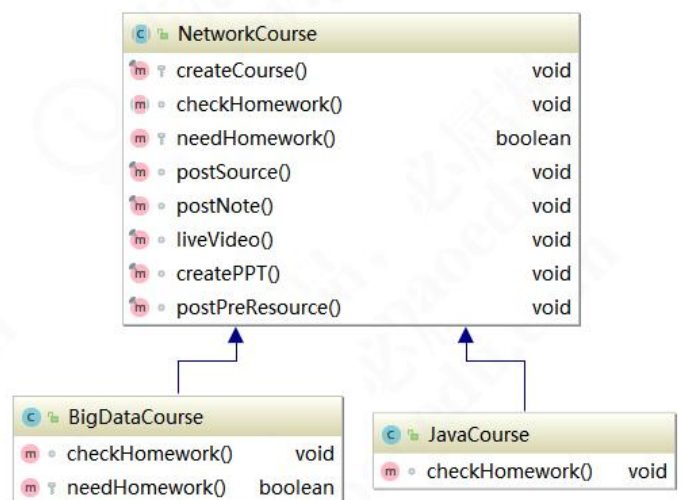 NetworkCourse
createCourse() void
checkHomework() void
needHomework() boolean
postSource() void
postNote() void
liveVideo() void
createPPT() void
postPreResource() void
BigDataCourse
checkHomework() void
needHomework() boolean
JavaCourse
checkHomework() void